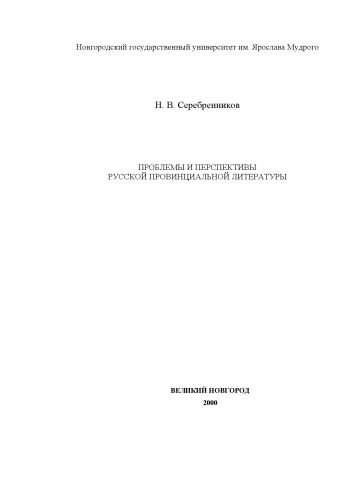 Новгородский государственный университет им. Ярослава Мудрого
Н. В. Серебренников
ПРОБЛЕМЫ И ПЕРСПЕКТИВЫ
РУССКОЙ ПРОВИНЦИАЛЬНОЙ ЛИТЕРАТУРЫ
ВЕЛИКИЙ НОВГОРОД
2000